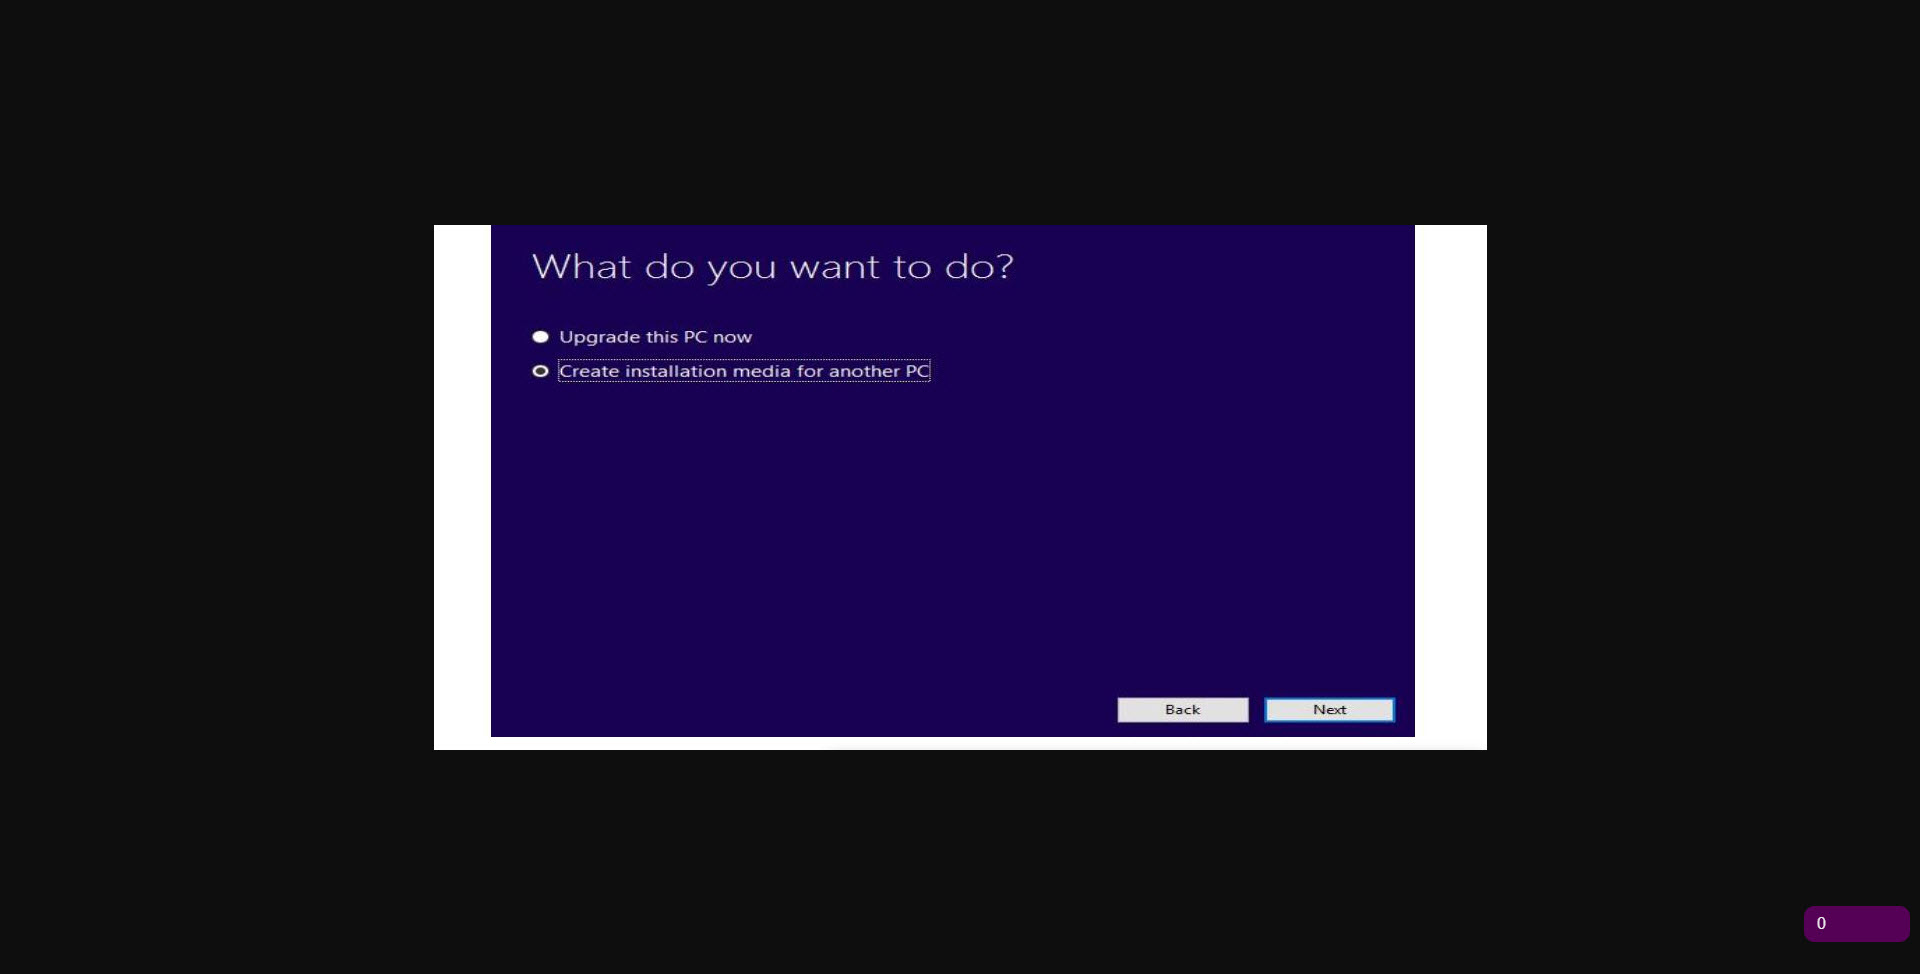 What do you want to do?
Upgrade this PC now
Create installation media for another PC
Back
Next
0